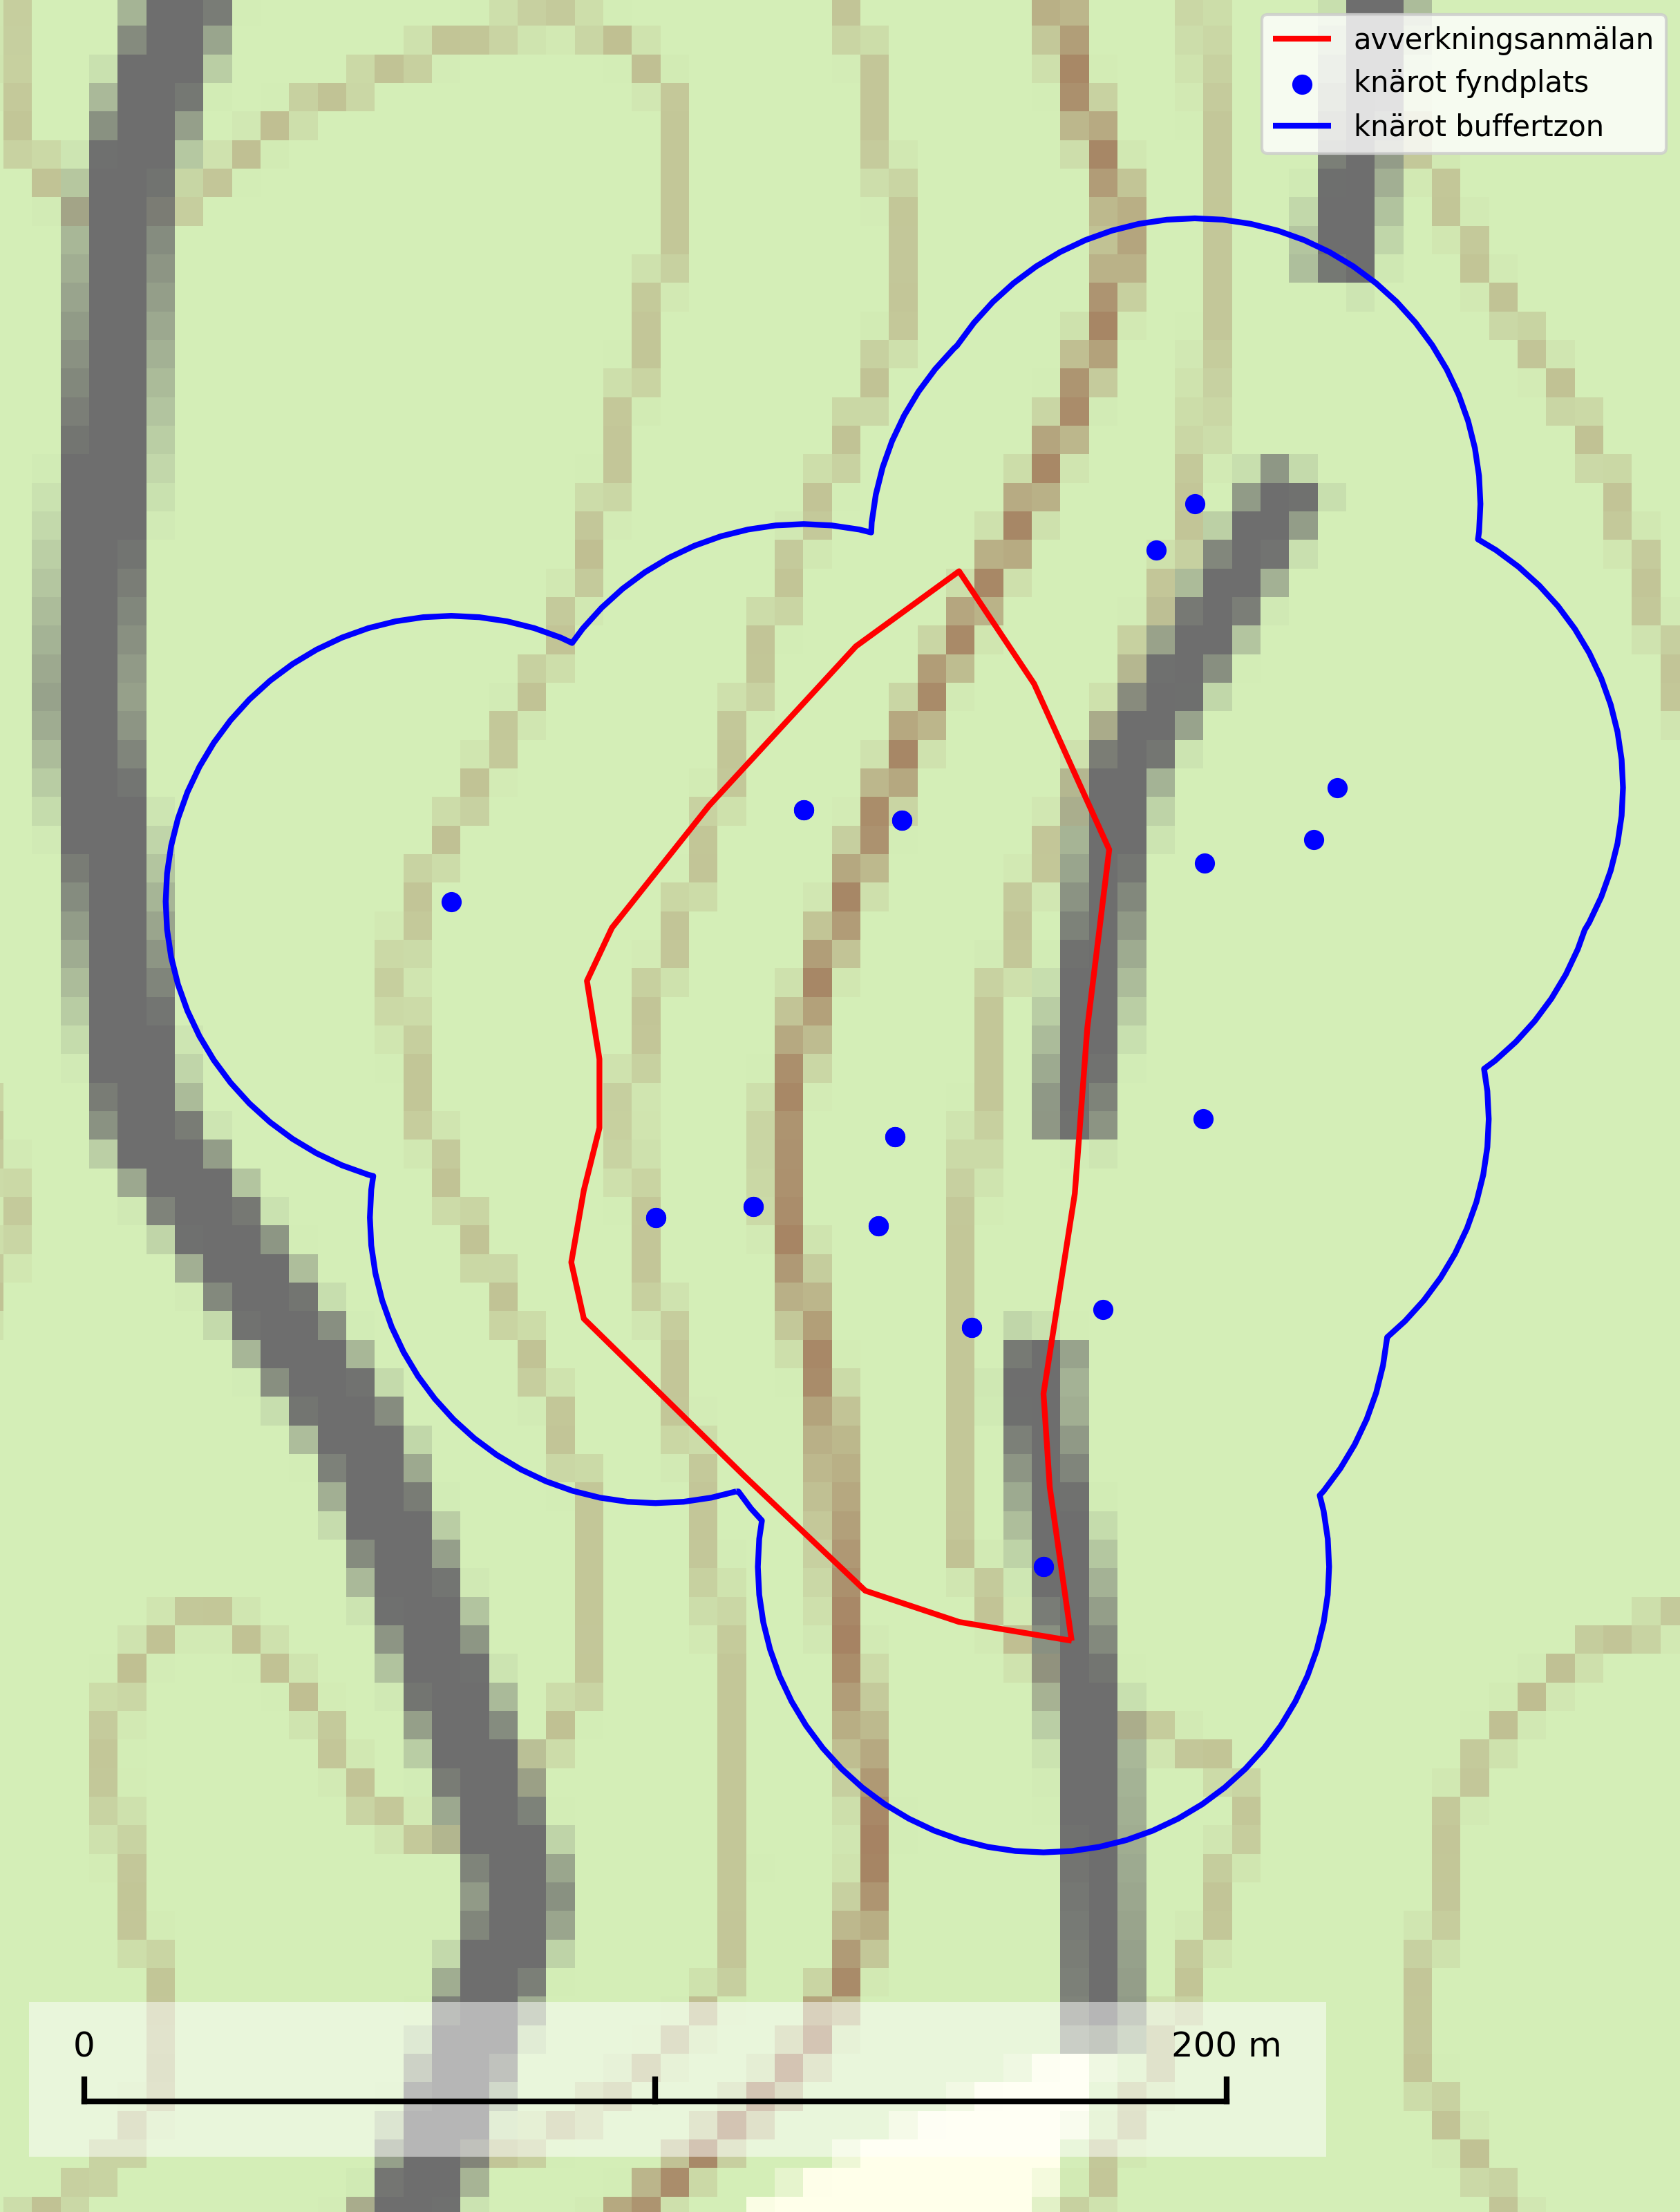 avverkningsanmälan
knärot fyndplats
knärot buffertzon
0 200 m